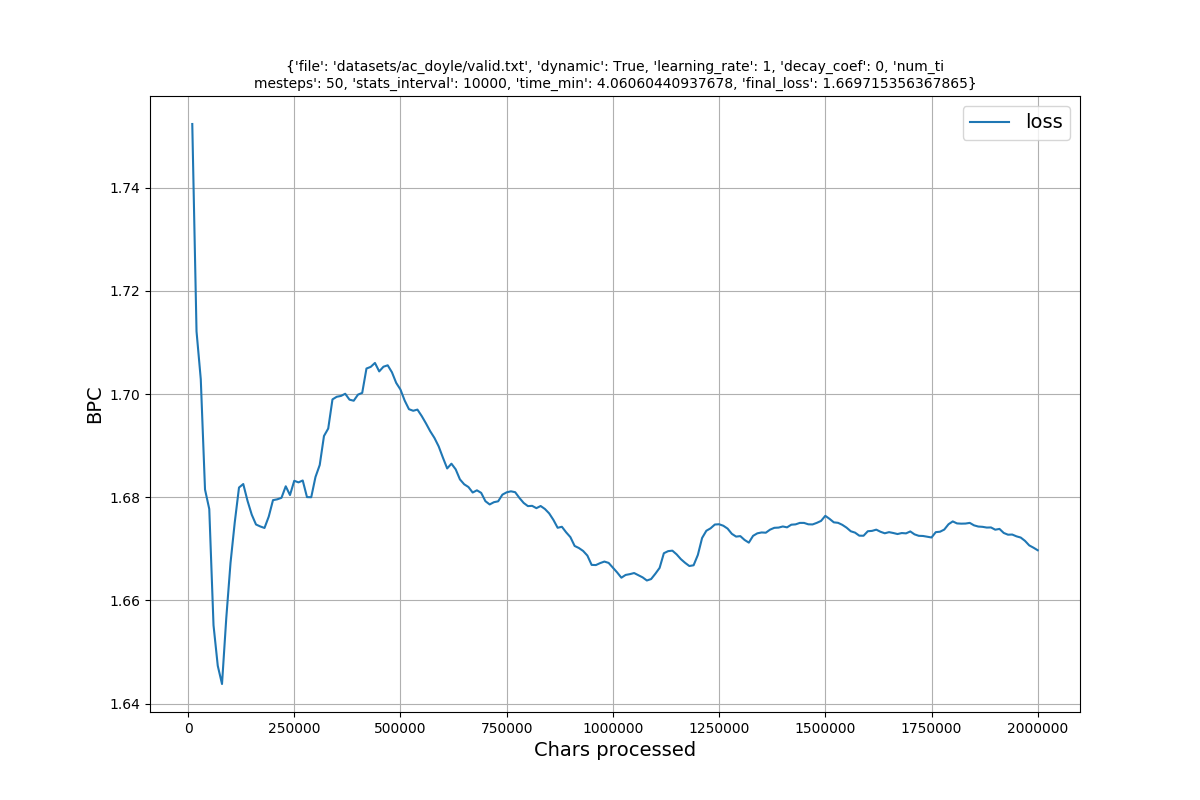 {'file': 'datasets/ac_doyle/valid.txt', 'dynamic': True, 'learning_rate': 1, 'decay_coef': 0, 'num_ti
mesteps': 50, 'stats_interval': 10000, 'time_min': 4.06060440937678, 'final_loss': 1.669715356367865}
loss
1.74
1.72
1.70
1.68
1.66
1.64
BPC
0 250000 500000 750000 1000000 1250000 1500000 1750000 2000000
Chars processed